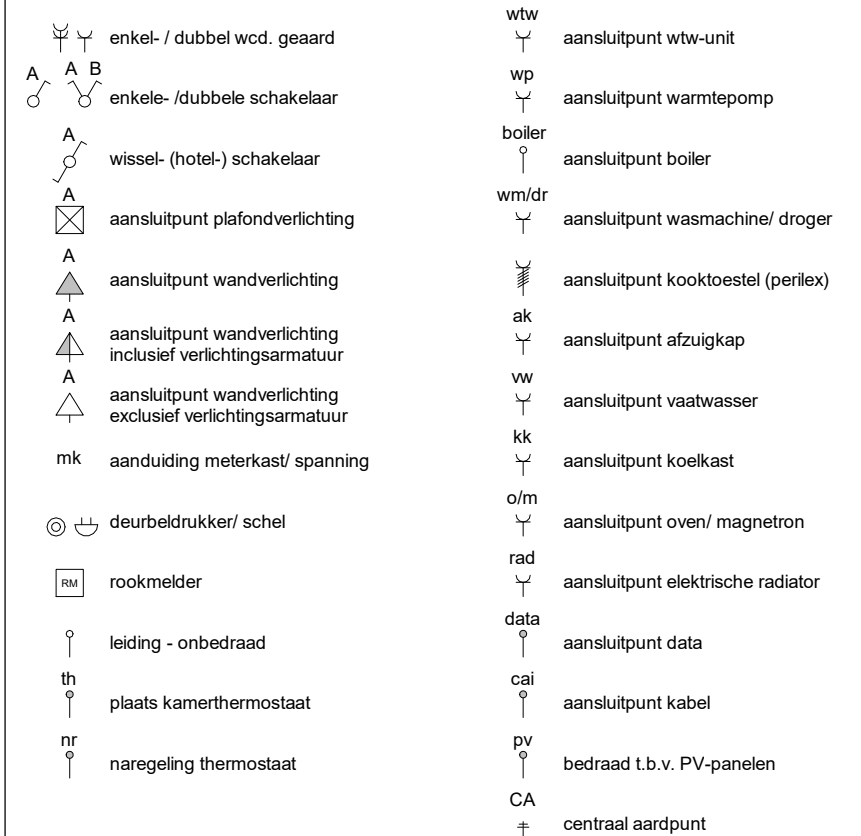 enkel- / dubbel wcd. geaard
A A B
enkele- /dubbele schakelaar
A
wissel- (hotel-) schakelaar
A
aansluitpunt plafondverlichting
A
aansluitpunt wandverlichting
A
aansluitpunt wandverlichting
inclusief verlichtingsarmatuur
A
aansluitpunt wandverlichting
exclusief verlichtingsarmatuur
mk aanduiding meterkast/ spanning
deurbeldrukker/ schel
RM rookmelder
leiding - onbedraad
th
plaats kamerthermostaat
nr
naregeling thermostaat
wtw
aansluitpunt wtw-unit
wp
aansluitpunt warmtepomp
boiler
aansluitpunt boiler
wm/dr
aansluitpunt wasmachine/ droger
aansluitpunt kooktoestel (perilex)
ak
aansluitpunt afzuigkap
vw
aansluitpunt vaatwasser
kk
aansluitpunt koelkast
o/m
aansluitpunt oven/ magnetron
rad
aansluitpunt elektrische radiator
data
aansluitpunt data
cai
aansluitpunt kabel
pv
bedraad t.b.v. PV-panelen
CA
centraal aardpunt